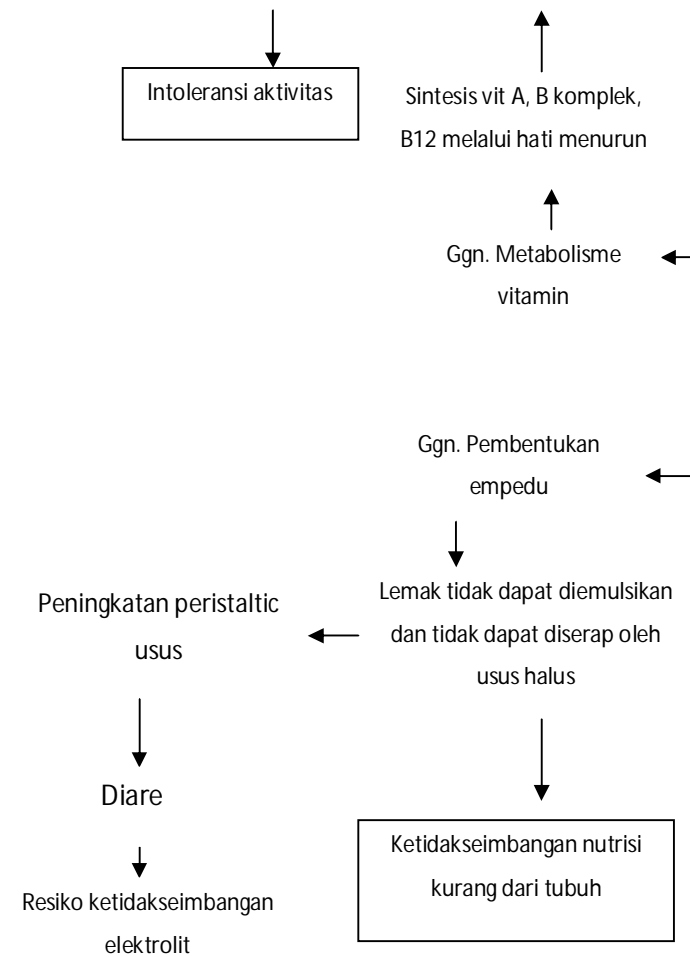 Intoleransi aktivitas
Sintesis vit A, B komplek,
B12 melalui hati menurun
Ggn. Metabolisme
vitamin
Ggn. Pembentukan
empedu
Lemak tidak dapat diemulsikan
dan tidak dapat diserap oleh
usus halus
Peningkatan peristaltic
usus
Diare
Resiko ketidakseimbangan
elektrolit
Ketidakseimbangan nutrisi
kurang dari tubuh